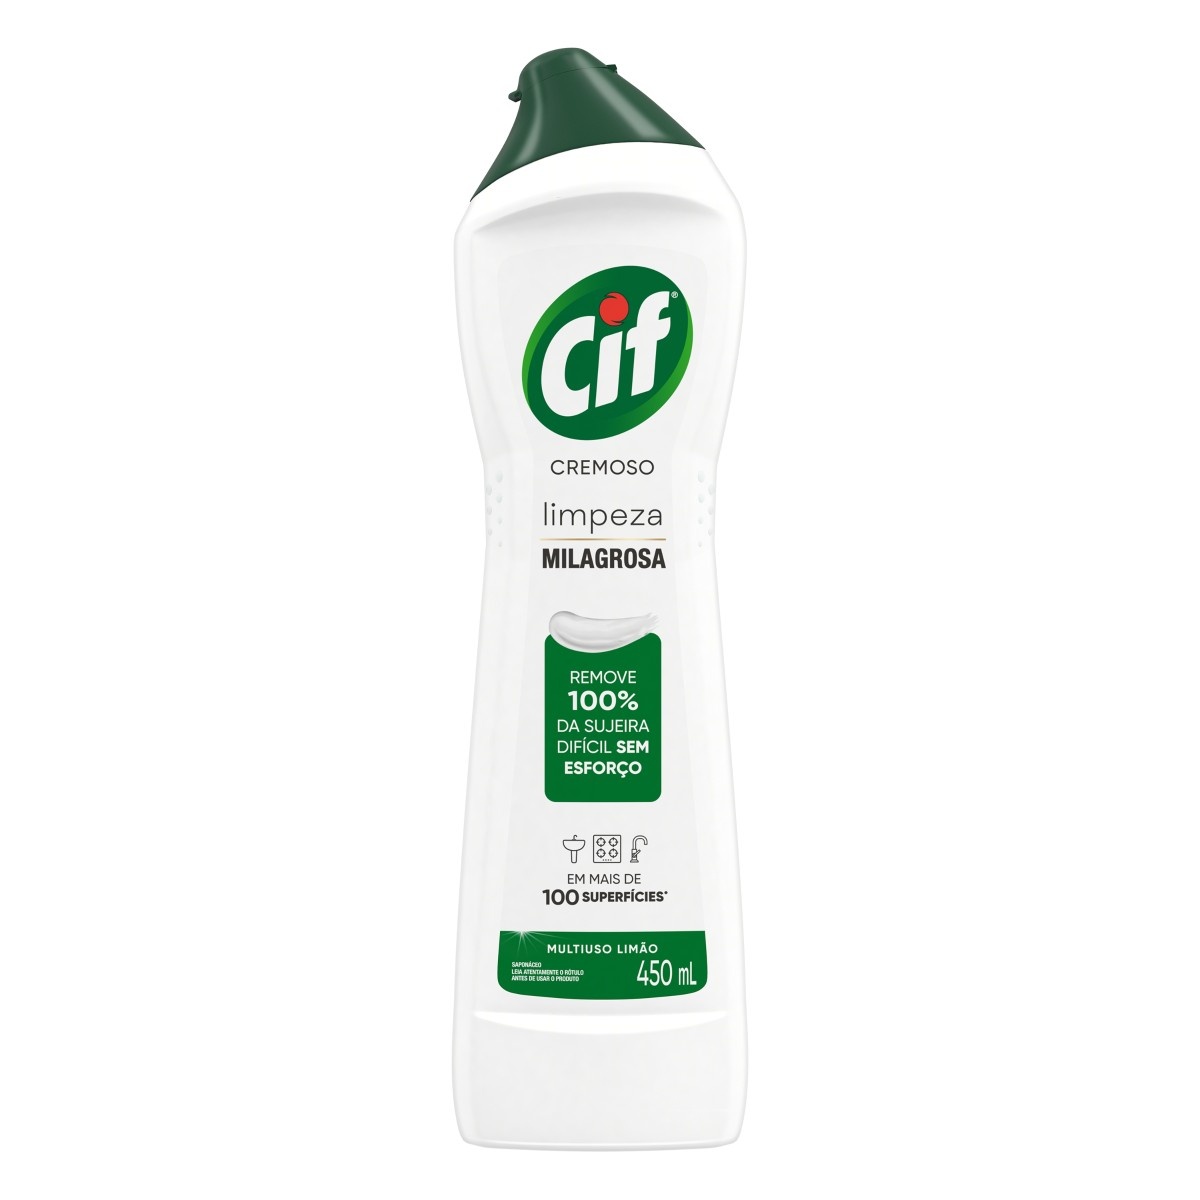 Cif®
CREMOSO
limpeza
MILAGROSA
REMOVE
100%
DA SUJEIRA
DIFÍCIL SEM
ESFORÇO
EM MAIS DE
100 SUPERFÍCIES*
MULTIUSO LIMÃO
SAPONÁCEO
LEIA ATENTAMENTE O RÓTULO
ANTES DE USAR O PRODUTO
450 mL